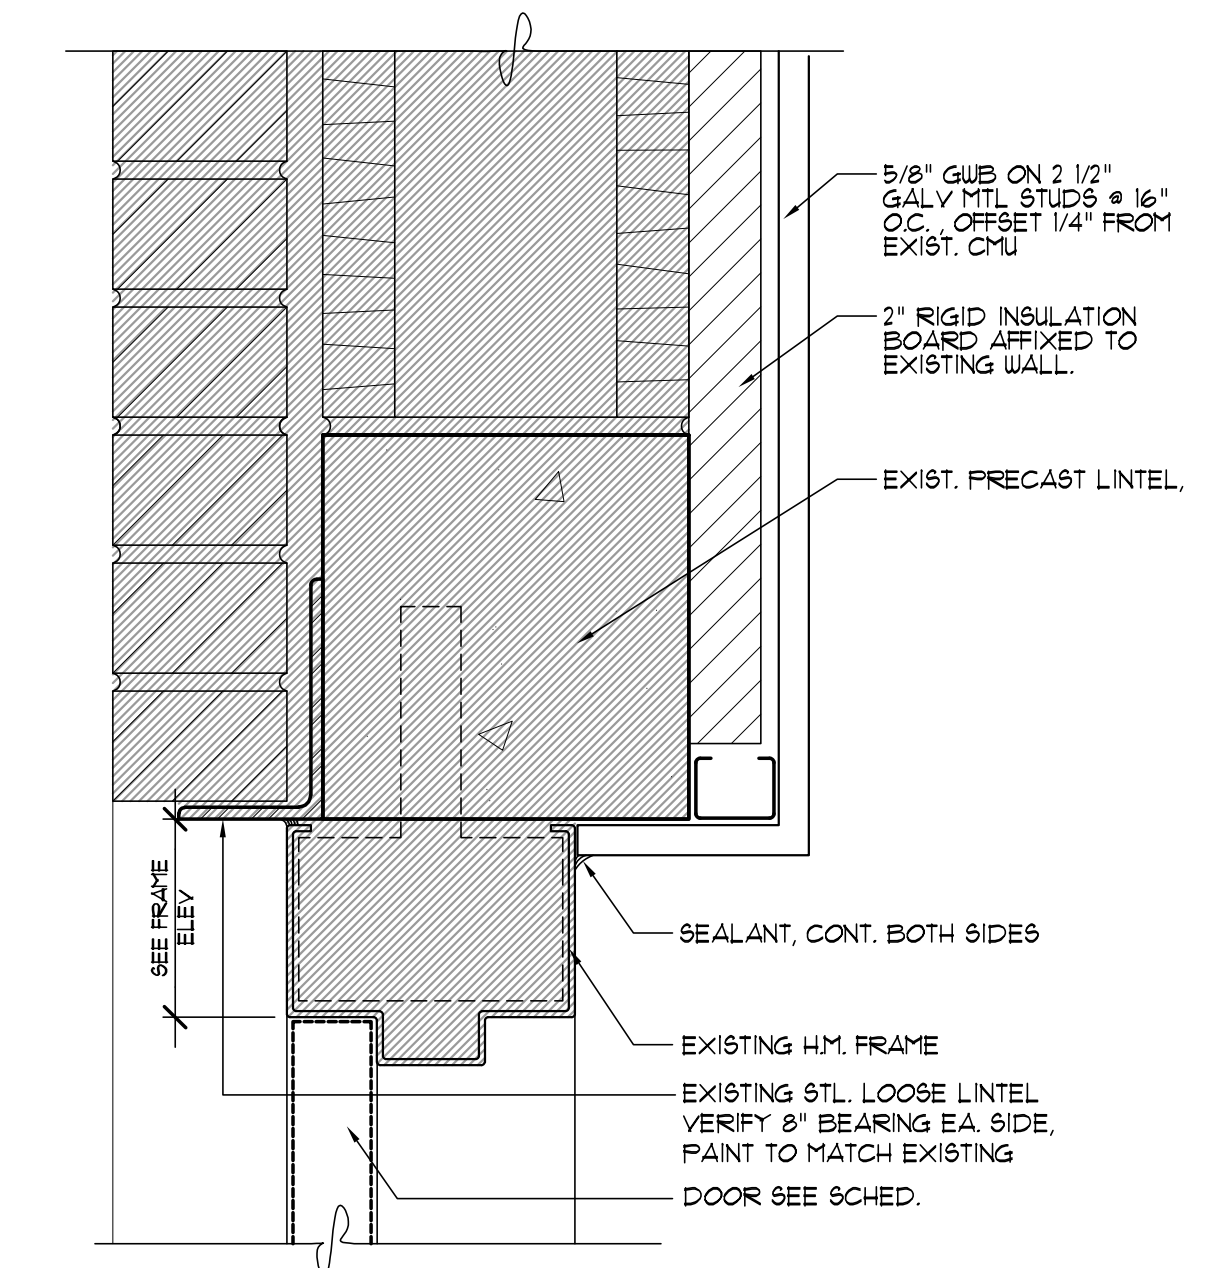 5/8" GWB ON 2 1/2"
GALV MTL STUDS @ 16"
O.C. , OFFSET 1/4" FROM
EXIST. CMU
2" RIGID INSULATION
BOARD AFFIXED TO
EXISTING WALL.
EXIST. PRECAST LINTEL,
SEE FRAME
ELEV
SEALANT, CONT. BOTH SIDES
EXISTING H.M. FRAME
EXISTING STL. LOOSE LINTEL
VERIFY 8" BEARING EA. SIDE,
PAINT TO MATCH EXISTING
DOOR SEE SCHED.